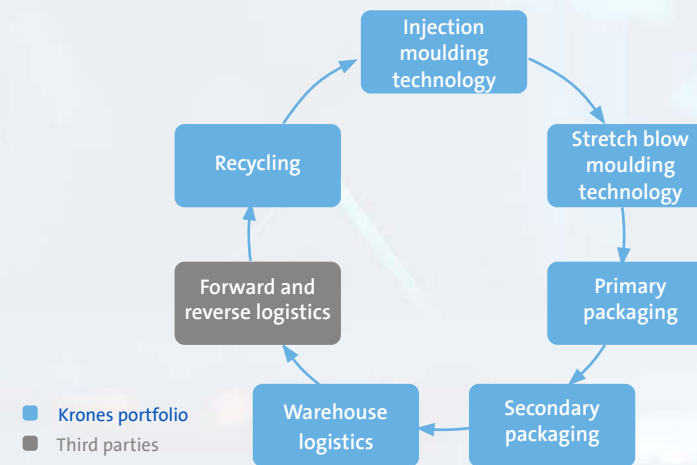 Injection
moulding
technology
Stretch blow
moulding
technology
Recycling
Primary
packaging
Forward and
reverse logistics
Secondary
packaging
Warehouse
logistics
Krones portfolio
Third parties